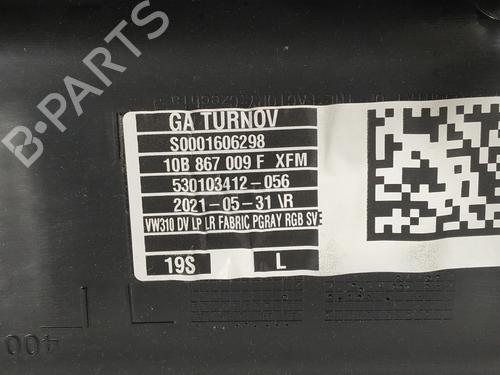 GA TURNOV
S0001606298
10B 867 009 F XFM
530103412-056
2021-05-31 \R
VW310 DV LP LR FABRIC PGRAY RGB SV
19S L
400